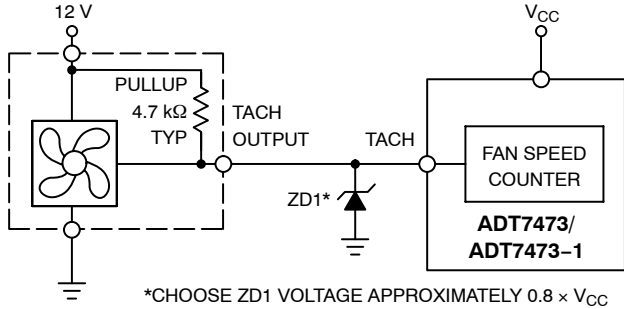 12 V
VCC
PULLUP
4.7 kΩ
TYP
TACH
OUTPUT
TACH
FAN SPEED
COUNTER
ZD1*
ADT7473/
ADT7473−1
*CHOOSE ZD1 VOLTAGE APPROXIMATELY 0.8 × VCC